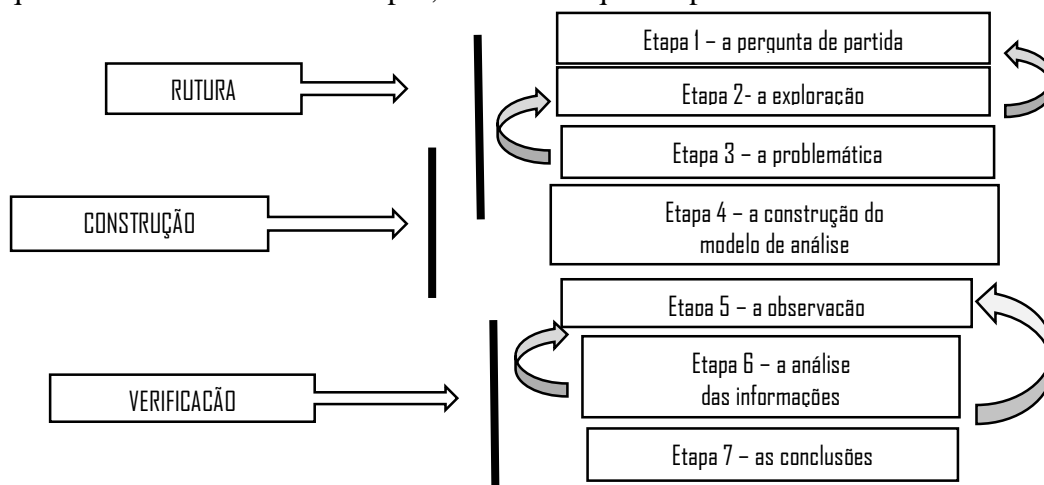 Etapa 1 – a pergunta de partida
RUTURA
Etapa 2- a exploração
Etapa 3 – a problemática
CONSTRUÇÃO
Etapa 4 – a construção do
modelo de análise
Etapa 5 – a observação
Etapa 6 – a análise
das informações
VERIFICAÇÃO
Etapa 7 – as conclusões